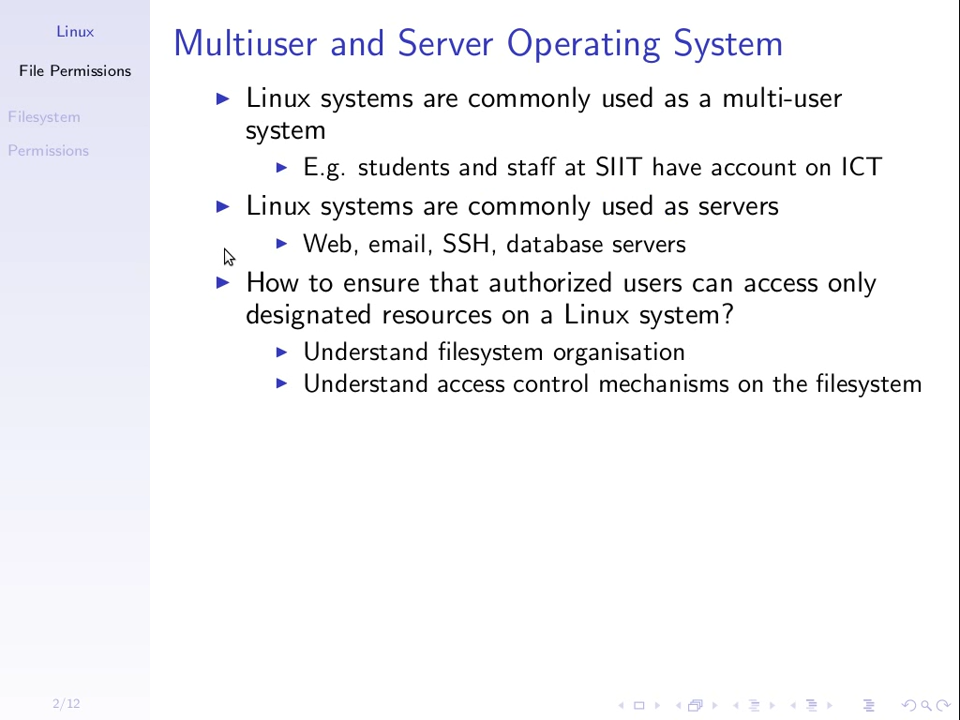 Linux
File Permissions
Filesystem
Permissions
Multiuser and Server Operating System
Linux systems are commonly used as a multi-user
system
E.g. students and staff at SIIT have account on ICT
Linux systems are commonly used as servers
Web, email, SSH, database servers
How to ensure that authorized users can access only
designated resources on a Linux system?
Understand filesystem organisation
Understand access control mechanisms on the filesystem
2/12